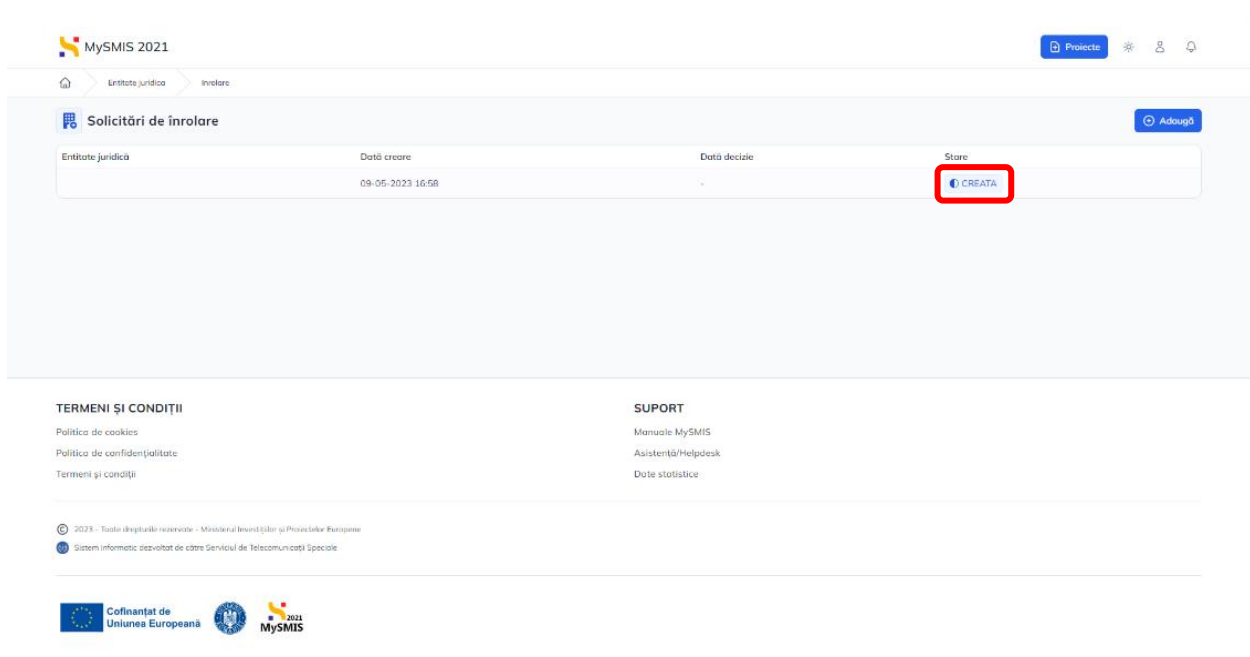 MySMIS 2021
Proiecte
Entitate juridica
Inrolare
Solicitări de înrolare
Adaugă
Entitate juridică Dată creare Dată decizie Stare
09-05-2023 16:58 - CREATA
TERMENI ȘI CONDIȚII
Politica de cookies
Politica de confidențialitate
Termeni și condiții
SUPORT
Manuale MySMIS
Asistență/Helpdesk
Date statistice
© 2023 - Toate drepturile rezervate - Ministerul Investițiilor și Proiectelor Europene
Sistem informatic dezvoltat de către Serviciul de Telecomunicații Speciale
Cofinanțat de
Uniunea Europeană
2021
MySMIS